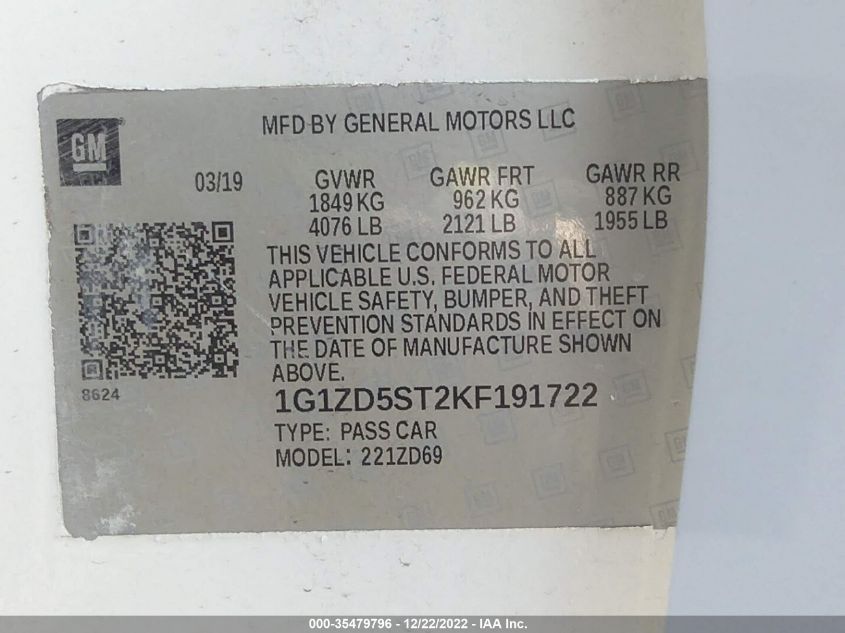 GM
MFD BY GENERAL MOTORS LLC
03/19 GVWR GAWR FRT GAWR RR
1849 KG 962 KG 887 KG
4076 LB 2121 LB 1955 LB
THIS VEHICLE CONFORMS TO ALL
APPLICABLE U.S. FEDERAL MOTOR
VEHICLE SAFETY, BUMPER, AND THEFT
PREVENTION STANDARDS IN EFFECT ON
THE DATE OF MANUFACTURE SHOWN
ABOVE.
8624
1G1ZD5ST2KF191722
TYPE: PASS CAR
MODEL: 221ZD69
000-35479796 - 12/22/2022 - IAA Inc.